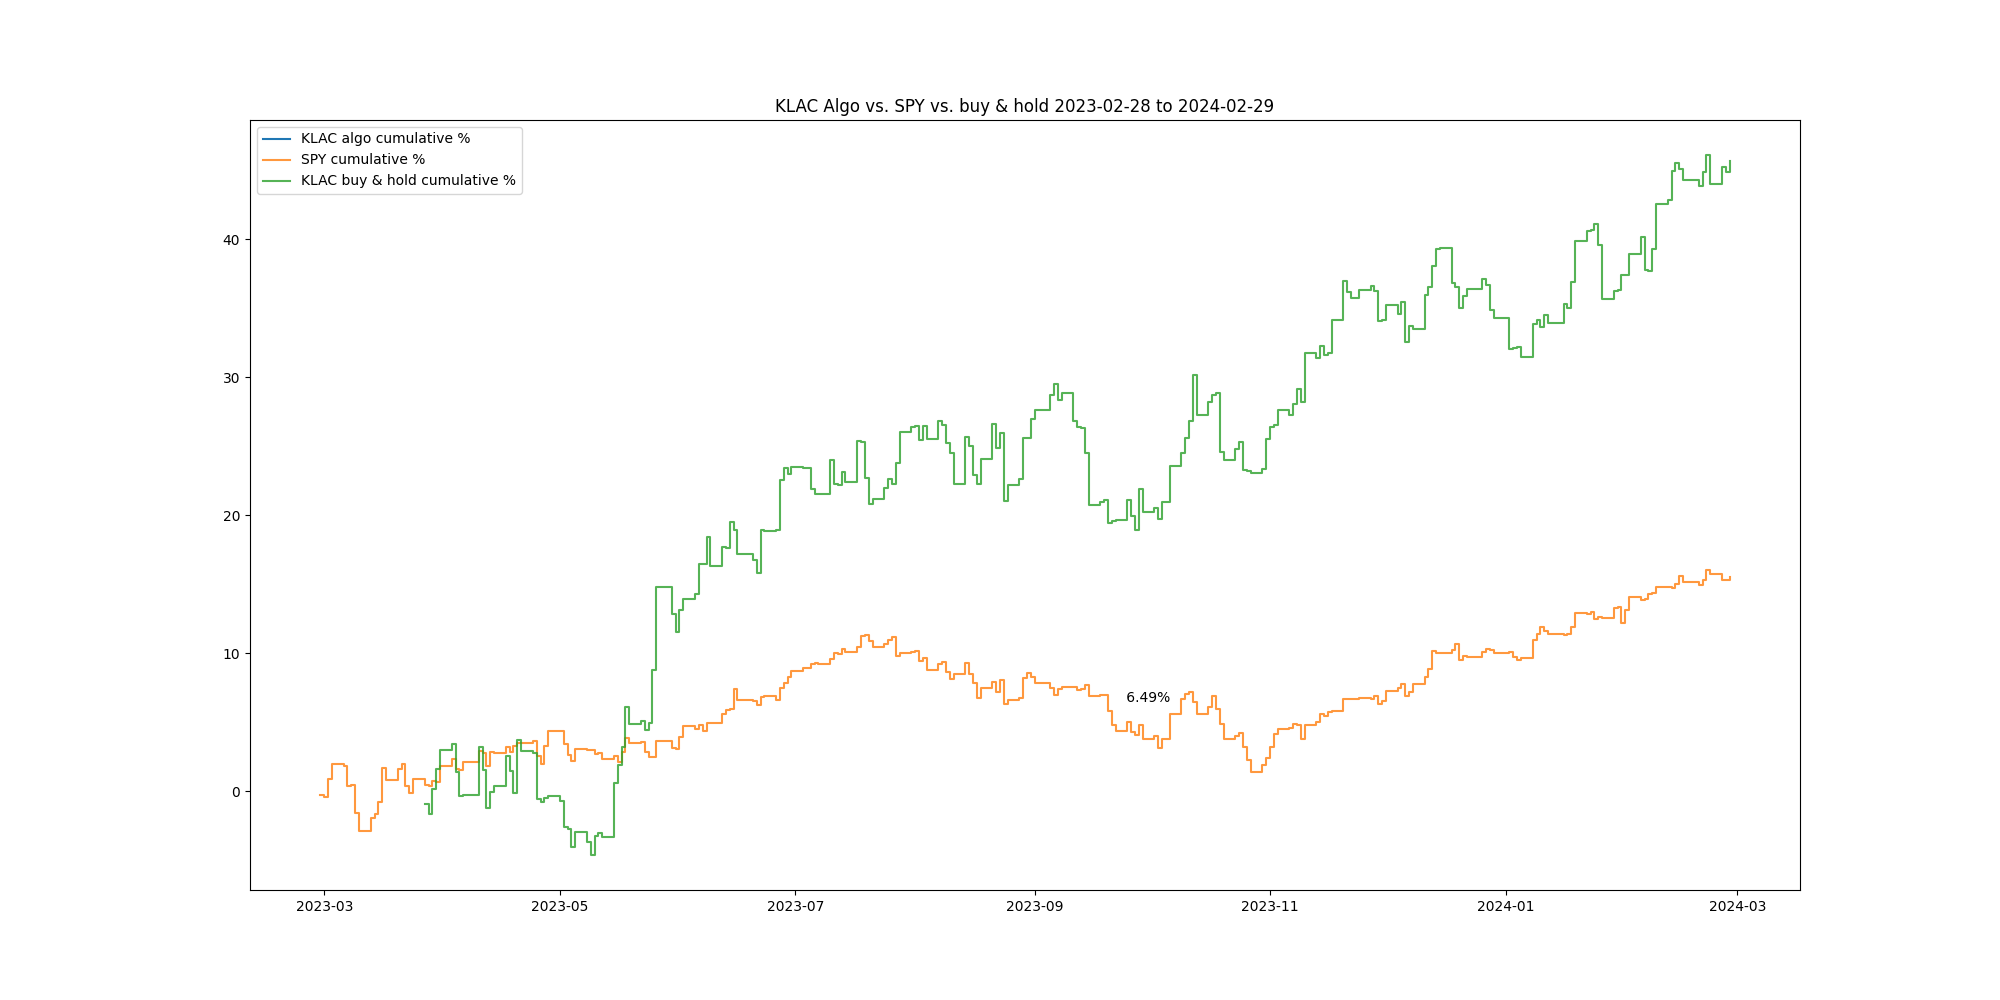 KLAC Algo vs. SPY vs. buy & hold 2023-02-28 to 2024-02-29
KLAC algo cumulative %
SPY cumulative %
KLAC buy & hold cumulative %
40
30
20
10
0
6.49%
2023-03 2023-05 2023-07 2023-09 2023-11 2024-01 2024-03